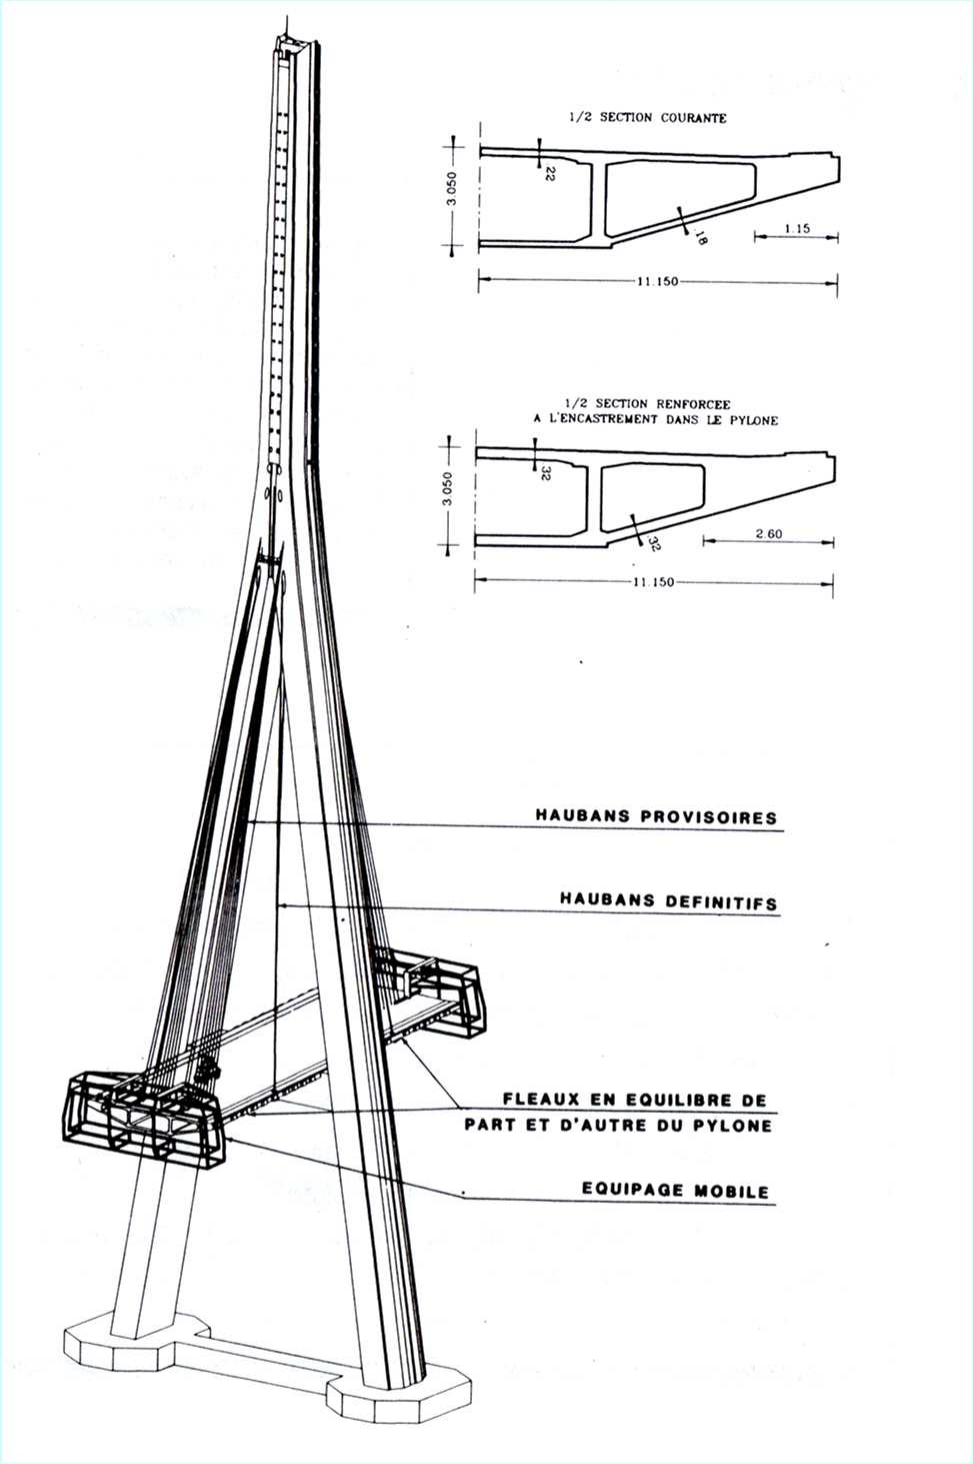 1/2 SECTION COURANTE
3.050
22
.18
1.15
11.150
1/2 SECTION RENFORCEE
A L'ENCASTREMENT DANS LE PYLONE
3.050
32
.32
2.60
11.150
HAUBANS PROVISOIRES
HAUBANS DEFINITIFS
FLEAUX EN EQUILIBRE DE
PART ET D'AUTRE DU PYLONE
EQUIPAGE MOBILE